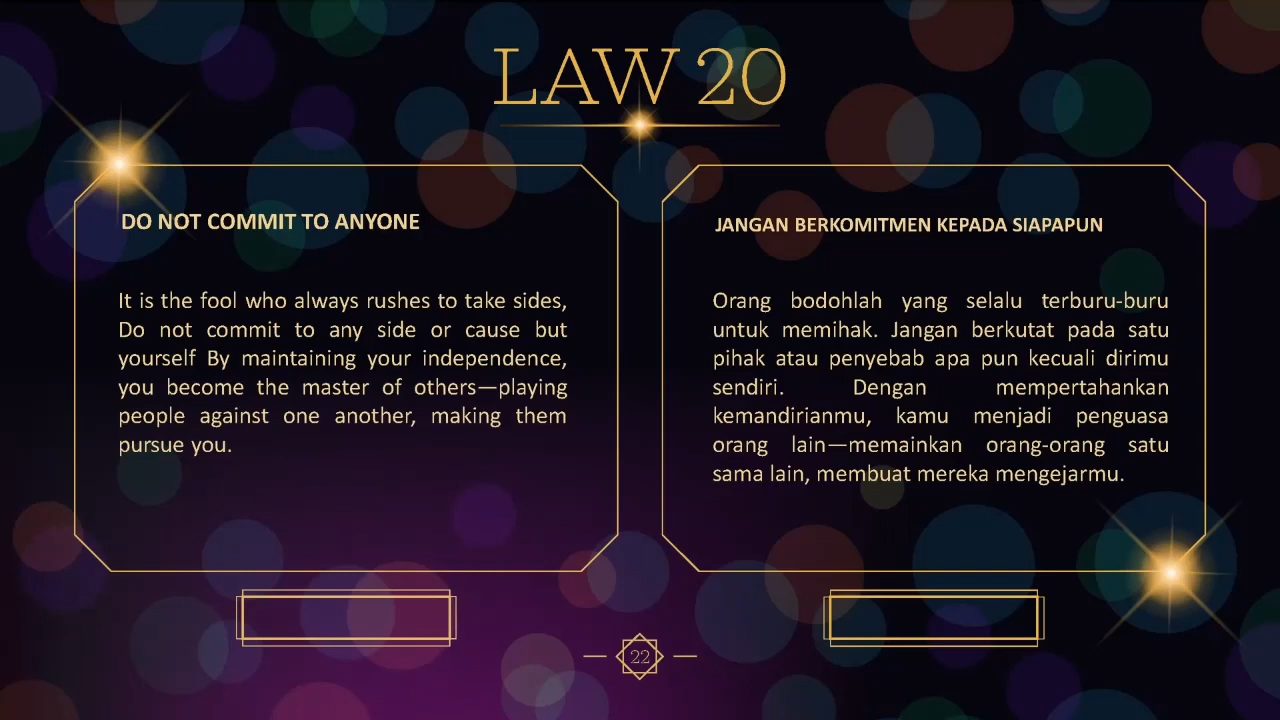 LAW 20
DO NOT COMMIT TO ANYONE
It is the fool who always rushes to take sides,
Do not commit to any side or cause but
yourself By maintaining your independence,
you become the master of others—playing
people against one another, making them
pursue you.
JANGAN BERKOMITMEN KEPADA SIAPAPUN
Orang bodohlah yang selalu terburu-buru
untuk memihak. Jangan berkutat pada satu
pihak atau penyebab apa pun kecuali dirimu
sendiri. Dengan mempertahankan
kemandirianmu, kamu menjadi penguasa
orang lain—memainkan orang-orang satu
sama lain, membuat mereka mengejarmu.
22